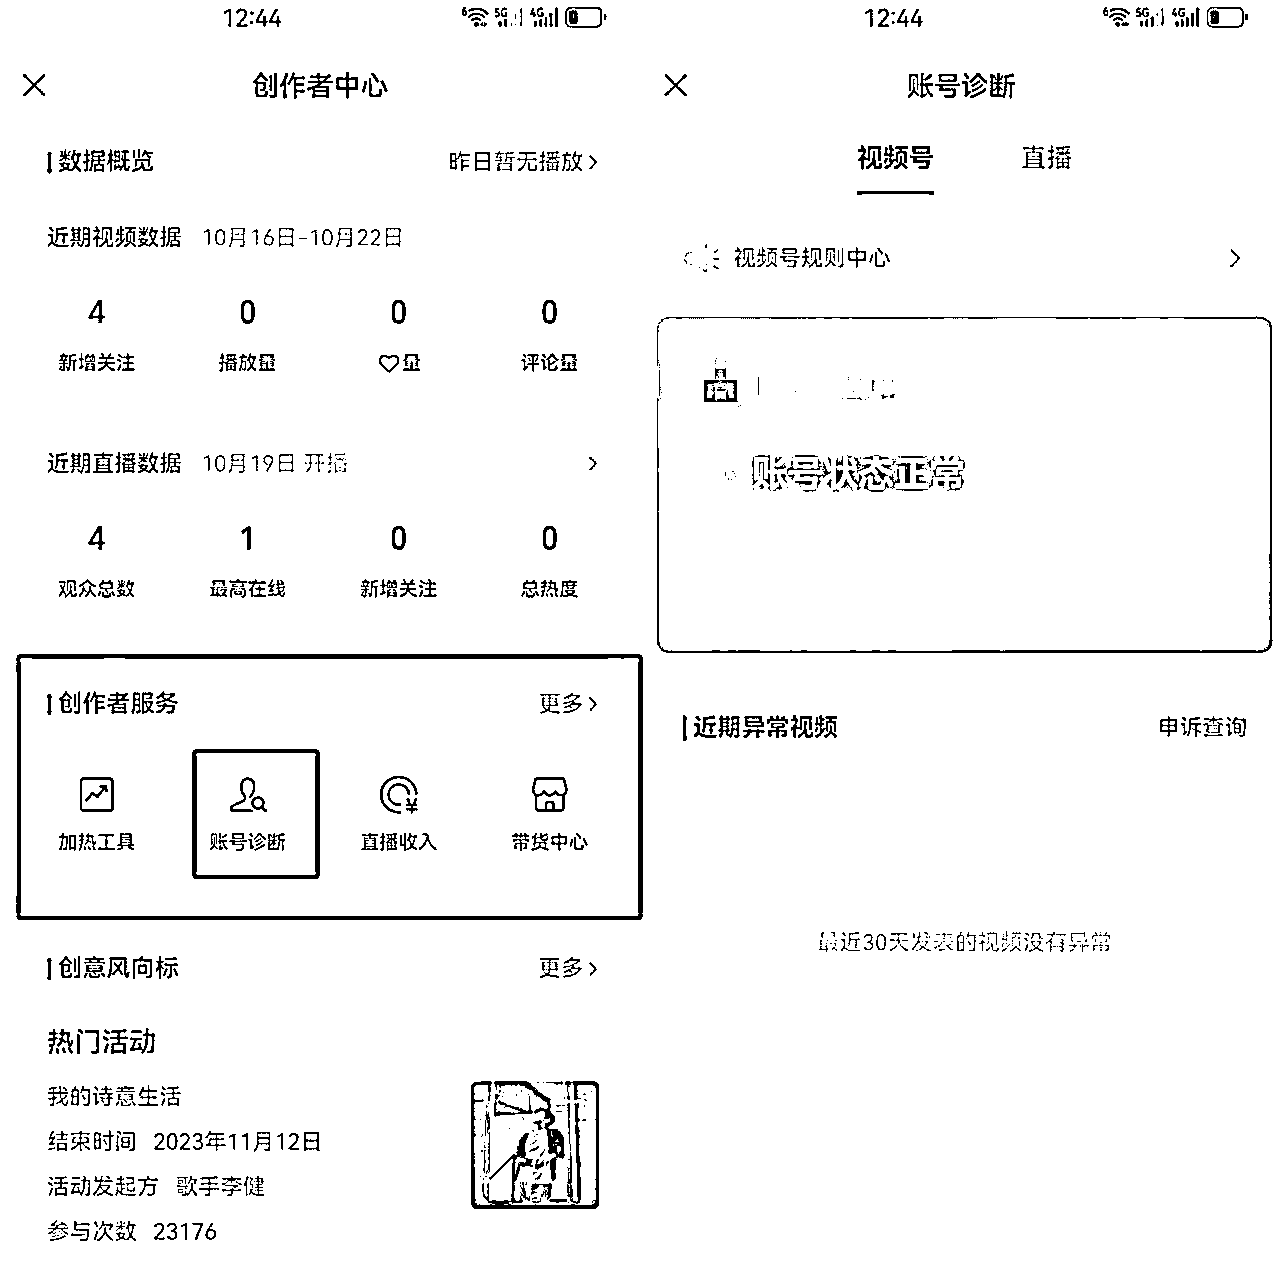 12:44
创作者中心
数据概览 昨日暂无播放
近期视频数据 10月16日-10月22日
4 0 0 0
新增关注 播放量 量 评论量
近期直播数据 10月19日 开播
4 1 0 0
观众总数 最高在线 新增关注 总热度
创作者服务 更多
加热工具 账号诊断 直播收入 带货中心
创意风向标 更多
热门活动
我的诗意生活
结束时间 2023年11月12日
活动发起方 歌手李健
参与次数 23176
12:44
账号诊断
视频号 直播
视频号规则中心
账号状态正常
近期异常视频 申诉查询
最近30天发表的视频没有异常